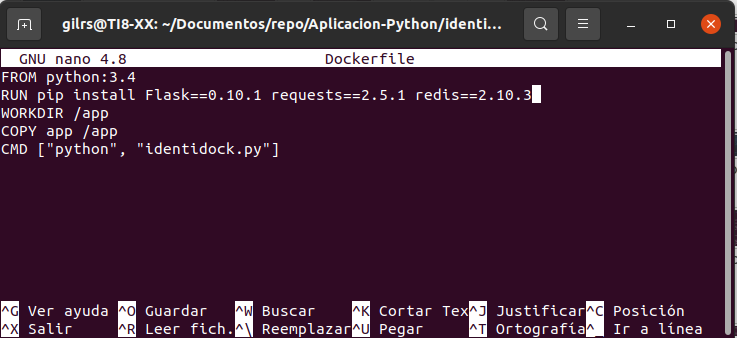 gilrs@TI8-XX: ~/Documentos/repo/Aplicacion-Python/identi...
GNU nano 4.8 Dockerfile
FROM python:3.4
RUN pip install Flask==0.10.1 requests==2.5.1 redis==2.10.3
WORKDIR /app
COPY app /app
CMD ["python", "identidock.py"]
^G Ver ayuda ^O Guardar ^W Buscar ^K Cortar Tex ^J Justificar ^C Posición
^X Salir ^R Leer fich. ^\ Reemplazar ^U Pegar ^T Ortografía ^_ Ir a línea